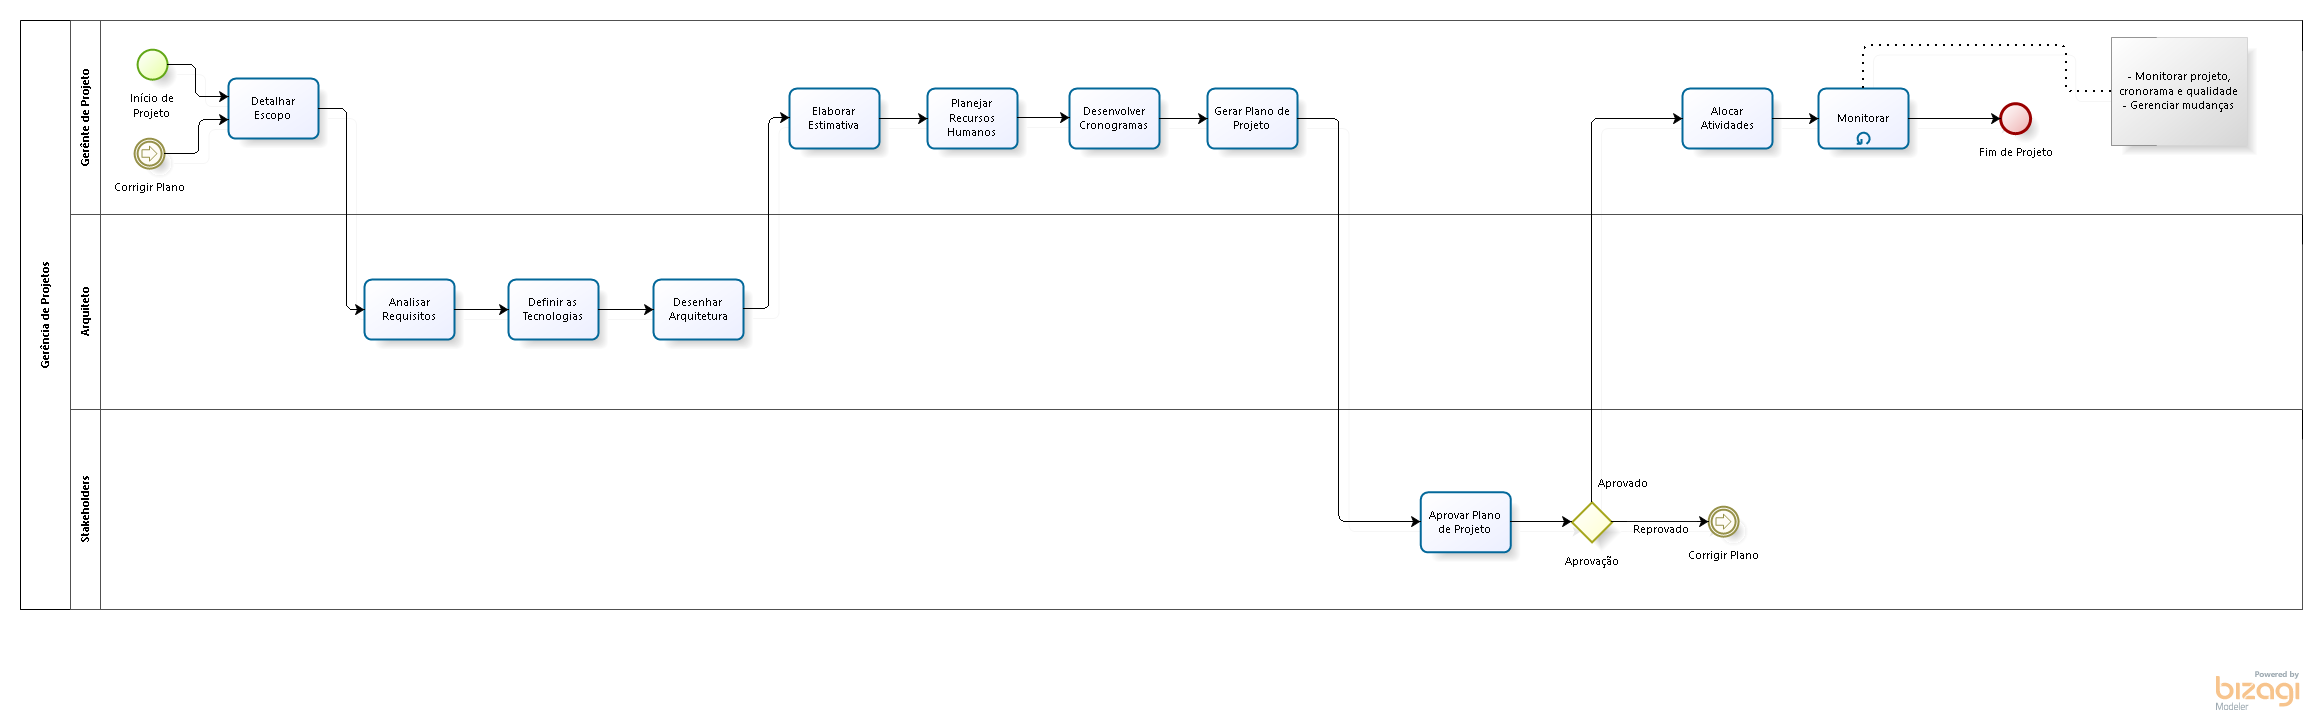 Gerência de Projetos
Gerênte de Projeto
Início de
Projeto
Corrigir Plano
Detalhar
Escopo
Elaborar
Estimativa
Planejar
Recursos
Humanos
Desenvolver
Cronogramas
Gerar Plano de
Projeto
Alocar
Atividades
Monitorar
Fim de Projeto
- Monitorar projeto,
cronorama e qualidade
- Gerenciar mudanças
Arquiteto
Analisar
Requisitos
Definir as
Tecnologias
Desenhar
Arquitetura
Stakeholders
Aprovar Plano
de Projeto
Aprovado
Aprovação
Reprovado
Corrigir Plano
Powered by
bizagi
Modeler